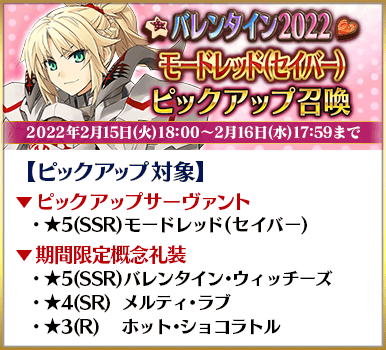 バレンタイン2022
モードレッド(セイバー)
ピックアップ召喚
2022年2月15日(火)18:00～2月16日(水)17:59まで
【ピックアップ対象】
▼ピックアップサーヴァント
・★5(SSR)モードレッド(セイバー)
▼期間限定概念礼装
・★5(SSR)バレンタイン・ウィッチーズ
・★4(SR) メルティ・ラブ
・★3(R) ホット・ショコラトル